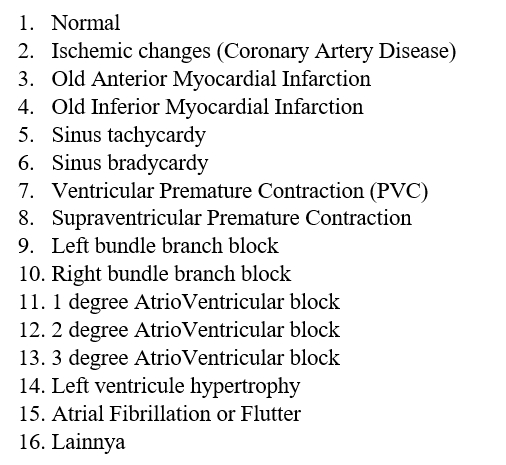 1. Normal
2. Ischemic changes (Coronary Artery Disease)
3. Old Anterior Myocardial Infarction
4. Old Inferior Myocardial Infarction
5. Sinus tachycardy
6. Sinus bradycardy
7. Ventricular Premature Contraction (PVC)
8. Supraventricular Premature Contraction
9. Left bundle branch block
10. Right bundle branch block
11. 1 degree AtrioVentricular block
12. 2 degree AtrioVentricular block
13. 3 degree AtrioVentricular block
14. Left ventricule hypertrophy
15. Atrial Fibrillation or Flutter
16. Lainnya